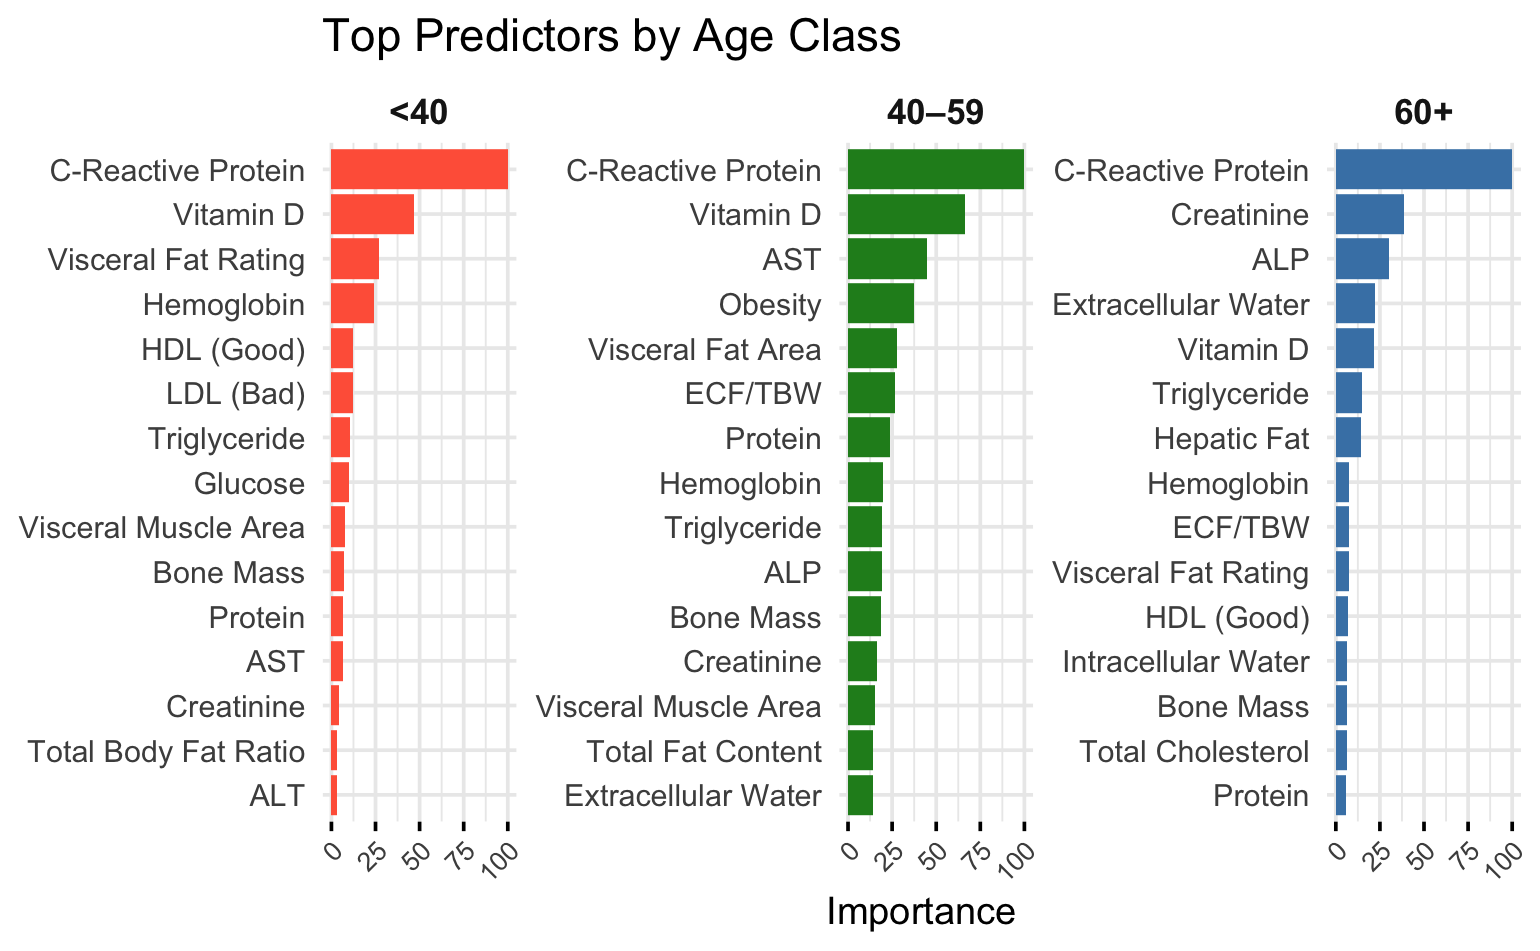 Top Predictors by Age Class
<40
C-Reactive Protein
Vitamin D
Visceral Fat Rating
Hemoglobin
HDL (Good)
LDL (Bad)
Triglyceride
Glucose
Visceral Muscle Area
Bone Mass
Protein
AST
Creatinine
Total Body Fat Ratio
ALT
0 25 50 75 100
40–59
C-Reactive Protein
Vitamin D
AST
Obesity
Visceral Fat Area
ECF/TBW
Protein
Hemoglobin
Triglyceride
ALP
Bone Mass
Creatinine
Visceral Muscle Area
Total Fat Content
Extracellular Water
0 25 50 75 100
60+
C-Reactive Protein
Creatinine
ALP
Extracellular Water
Vitamin D
Triglyceride
Hepatic Fat
Hemoglobin
ECF/TBW
Visceral Fat Rating
HDL (Good)
Intracellular Water
Bone Mass
Total Cholesterol
Protein
0 25 50 75 100
Importance